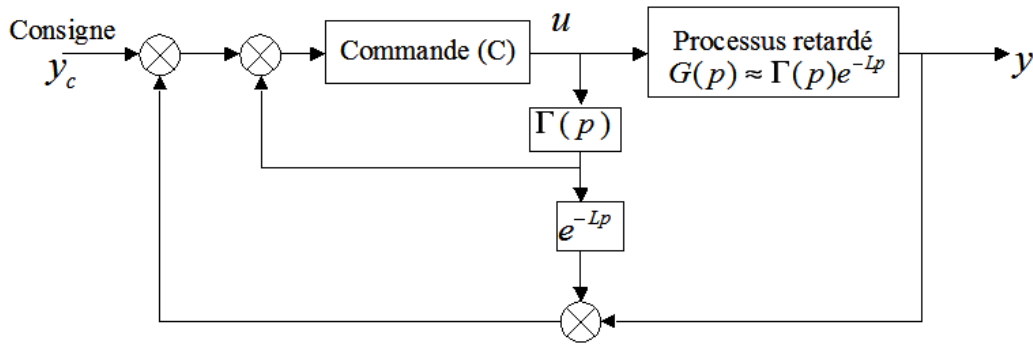 Consigne
y_c
Commande (C)
u
Processus retardé
G(p) ≈ Γ(p)e^{-Lp}
y
Γ(p)
e^{-Lp}